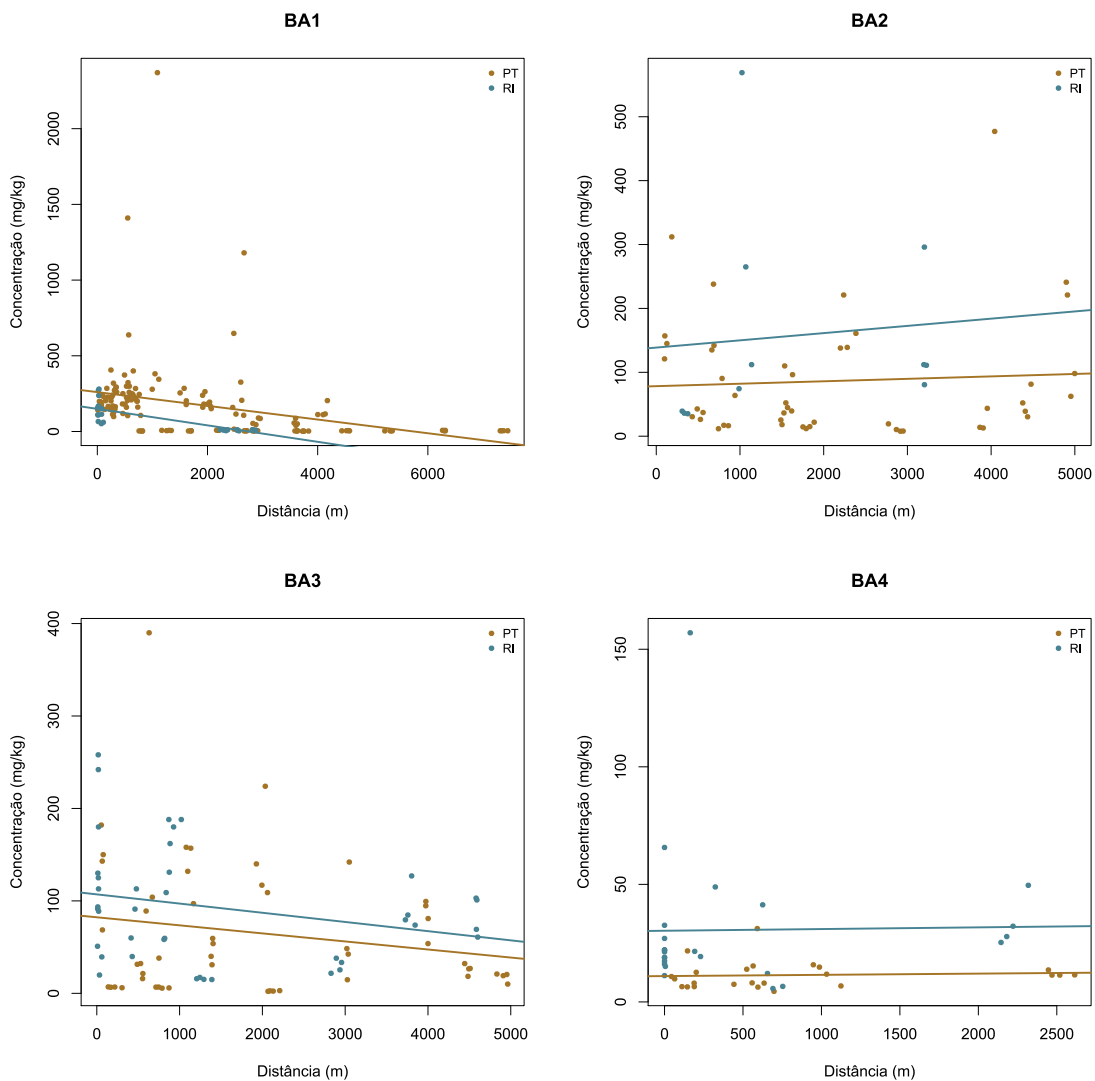 BA1
PT
RI
Concentração (mg/kg)
2000
1500
1000
500
0
0 2000 4000 6000
Distância (m)
BA2
PT
RI
Concentração (mg/kg)
500
400
300
200
100
0
0 1000 2000 3000 4000 5000
Distância (m)
BA3
PT
RI
Concentração (mg/kg)
400
300
200
100
0
0 1000 2000 3000 4000 5000
Distância (m)
BA4
PT
RI
Concentração (mg/kg)
150
100
50
0
0 500 1000 1500 2000 2500
Distância (m)